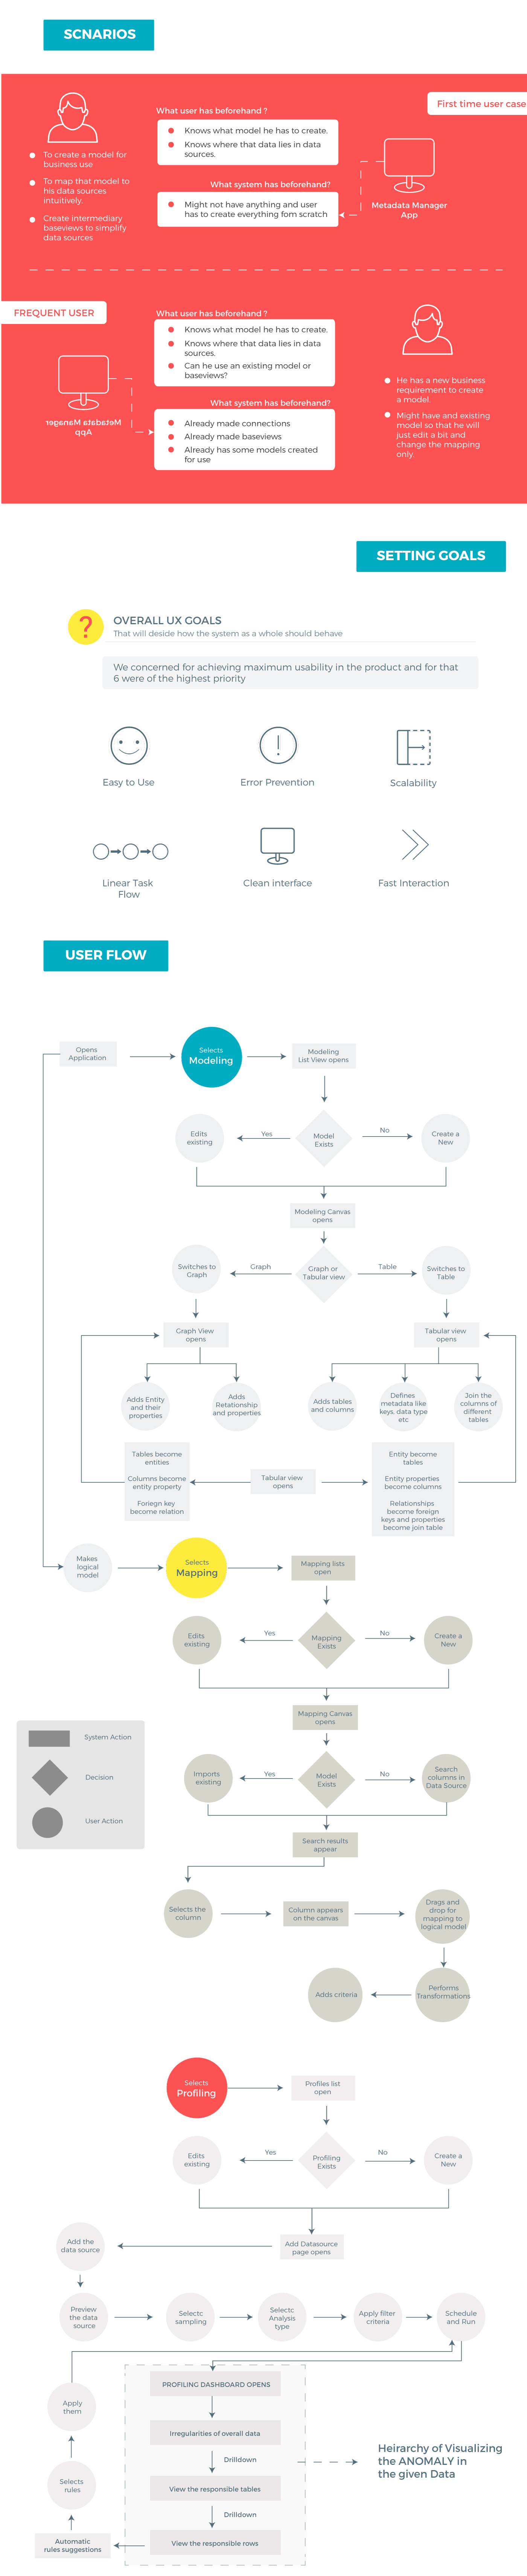 SCNARIOS
First time user case
What user has beforehand ?
Knows what model he has to create.
Knows where that data lies in data
sources.
To create a model for
business use
To map that model to
his data sources
intuitively.
Create intermediary
baseviews to simplify
data sources
What system has beforehand?
Might not have anything and user
has to create everything fom scratch
Metadata Manager
App
FREQUENT USER
What user has beforehand ?
Knows what model he has to create.
Knows where that data lies in data
sources.
Can he use an existing model or
baseviews?
Metadata Manager
App
What system has beforehand?
Already made connections
Already made baseviews
Already has some models created
for use
He has a new business
requirement to create
a model.
Might have and existing
model so that he will
just edit a bit and
change the mapping
only.
SETTING GOALS
?
OVERALL UX GOALS
That will deside how the system as a whole should behave
We concerned for achieving maximum usability in the product and for that
6 were of the highest priority
Easy to Use
Error Prevention
Scalability
Linear Task
Flow
Clean interface
Fast Interaction
USER FLOW
Opens
Application
Selects
Modeling
Modeling
List View opens
Edits
existing
Yes
Model
Exists
No
Create a
New
Modeling Canvas
opens
Switches to
Graph
Graph
Graph or
Tabular view
Table
Switches to
Table
Graph View
opens
Tabular view
opens
Adds Entity
and their
properties
Adds
Relationship
and properties
Adds tables
and columns
Defines
metadata like
keys, data type
etc
Join the
columns of
different
tables
Tables become
entities
Columns become
entity property
Foriegn key
become relation
Tabular view
opens
Entity become
tables
Entity properties
become columns
Relationships
become foreign
keys and properties
become join table
Makes
logical
model
Selects
Mapping
Mapping lists
open
Edits
existing
Yes
Mapping
Exists
No
Create a
New
Mapping Canvas
opens
System Action
Decision
User Action
Imports
existing
Yes
Model
Exists
No
Search
columns in
Data Source
Search results
appear
Selects the
column
Column appears
on the canvas
Drags and
drop for
mapping to
logical model
Adds criteria
Performs
Transformations
Selects
Profiling
Profiles list
open
Edits
existing
Yes
Profiling
Exists
No
Create a
New
Add the
data source
Add Datasource
page opens
Preview
the data
source
Selectc
sampling
Selectc
Analysis
type
Apply filter
criteria
Schedule
and Run
PROFILING DASHBOARD OPENS
Apply
them
Irregularities of overall data
Drilldown
Heirarchy of Visualizing
the ANOMALY in
the given Data
Selects
rules
View the responsible tables
Drilldown
Automatic
rules suggestions
View the responsible rows